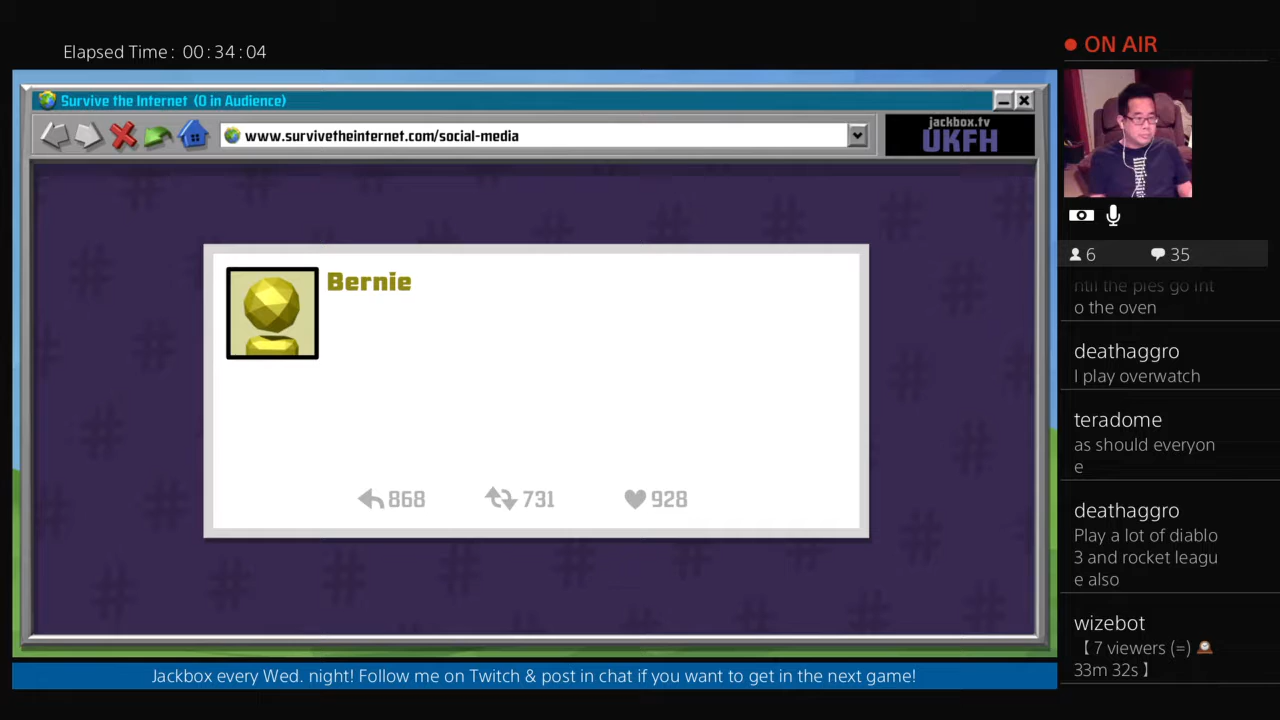 Elapsed Time: 00:34:04
ON AIR
Survive the Internet (0 in Audience)
www.survivetheinternet.com/social-media
jackbox.tv
UKFH
Bernie
868 731 928
6 35
ntil the pies go int
o the oven
deathaggro
I play overwatch
teradome
as should everyon
e
deathaggro
Play a lot of diablo
3 and rocket leagu
e also
wizebot
【 7 viewers (=) 🕰
33m 32s 】
Jackbox every Wed. night! Follow me on Twitch & post in chat if you want to get in the next game!